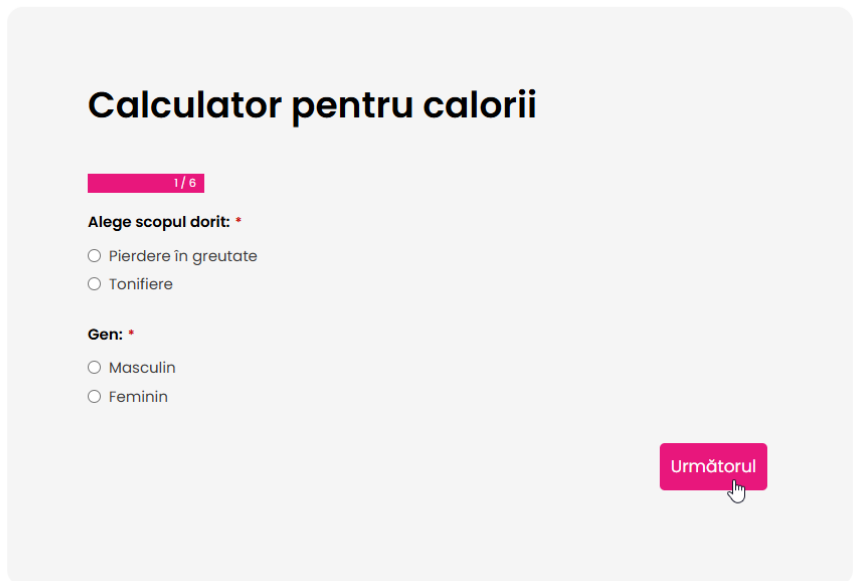 Calculator pentru calorii
1 / 6
Alege scopul dorit: *
Pierdere în greutate
Tonifiere
Gen: *
Masculin
Feminin
Următorul